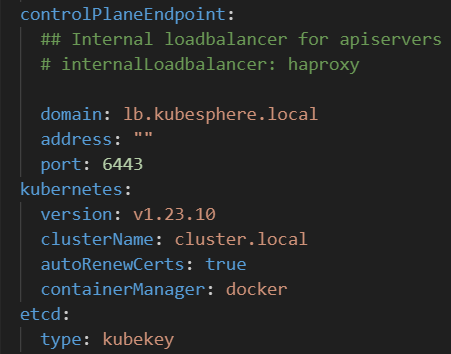 controlPlaneEndpoint:
## Internal loadbalancer for apiservers
# internalLoadbalancer: haproxy
domain: lb.kubesphere.local
address: ""
port: 6443
kubernetes:
version: v1.23.10
clusterName: cluster.local
autoRenewCerts: true
containerManager: docker
etcd:
type: kubekey